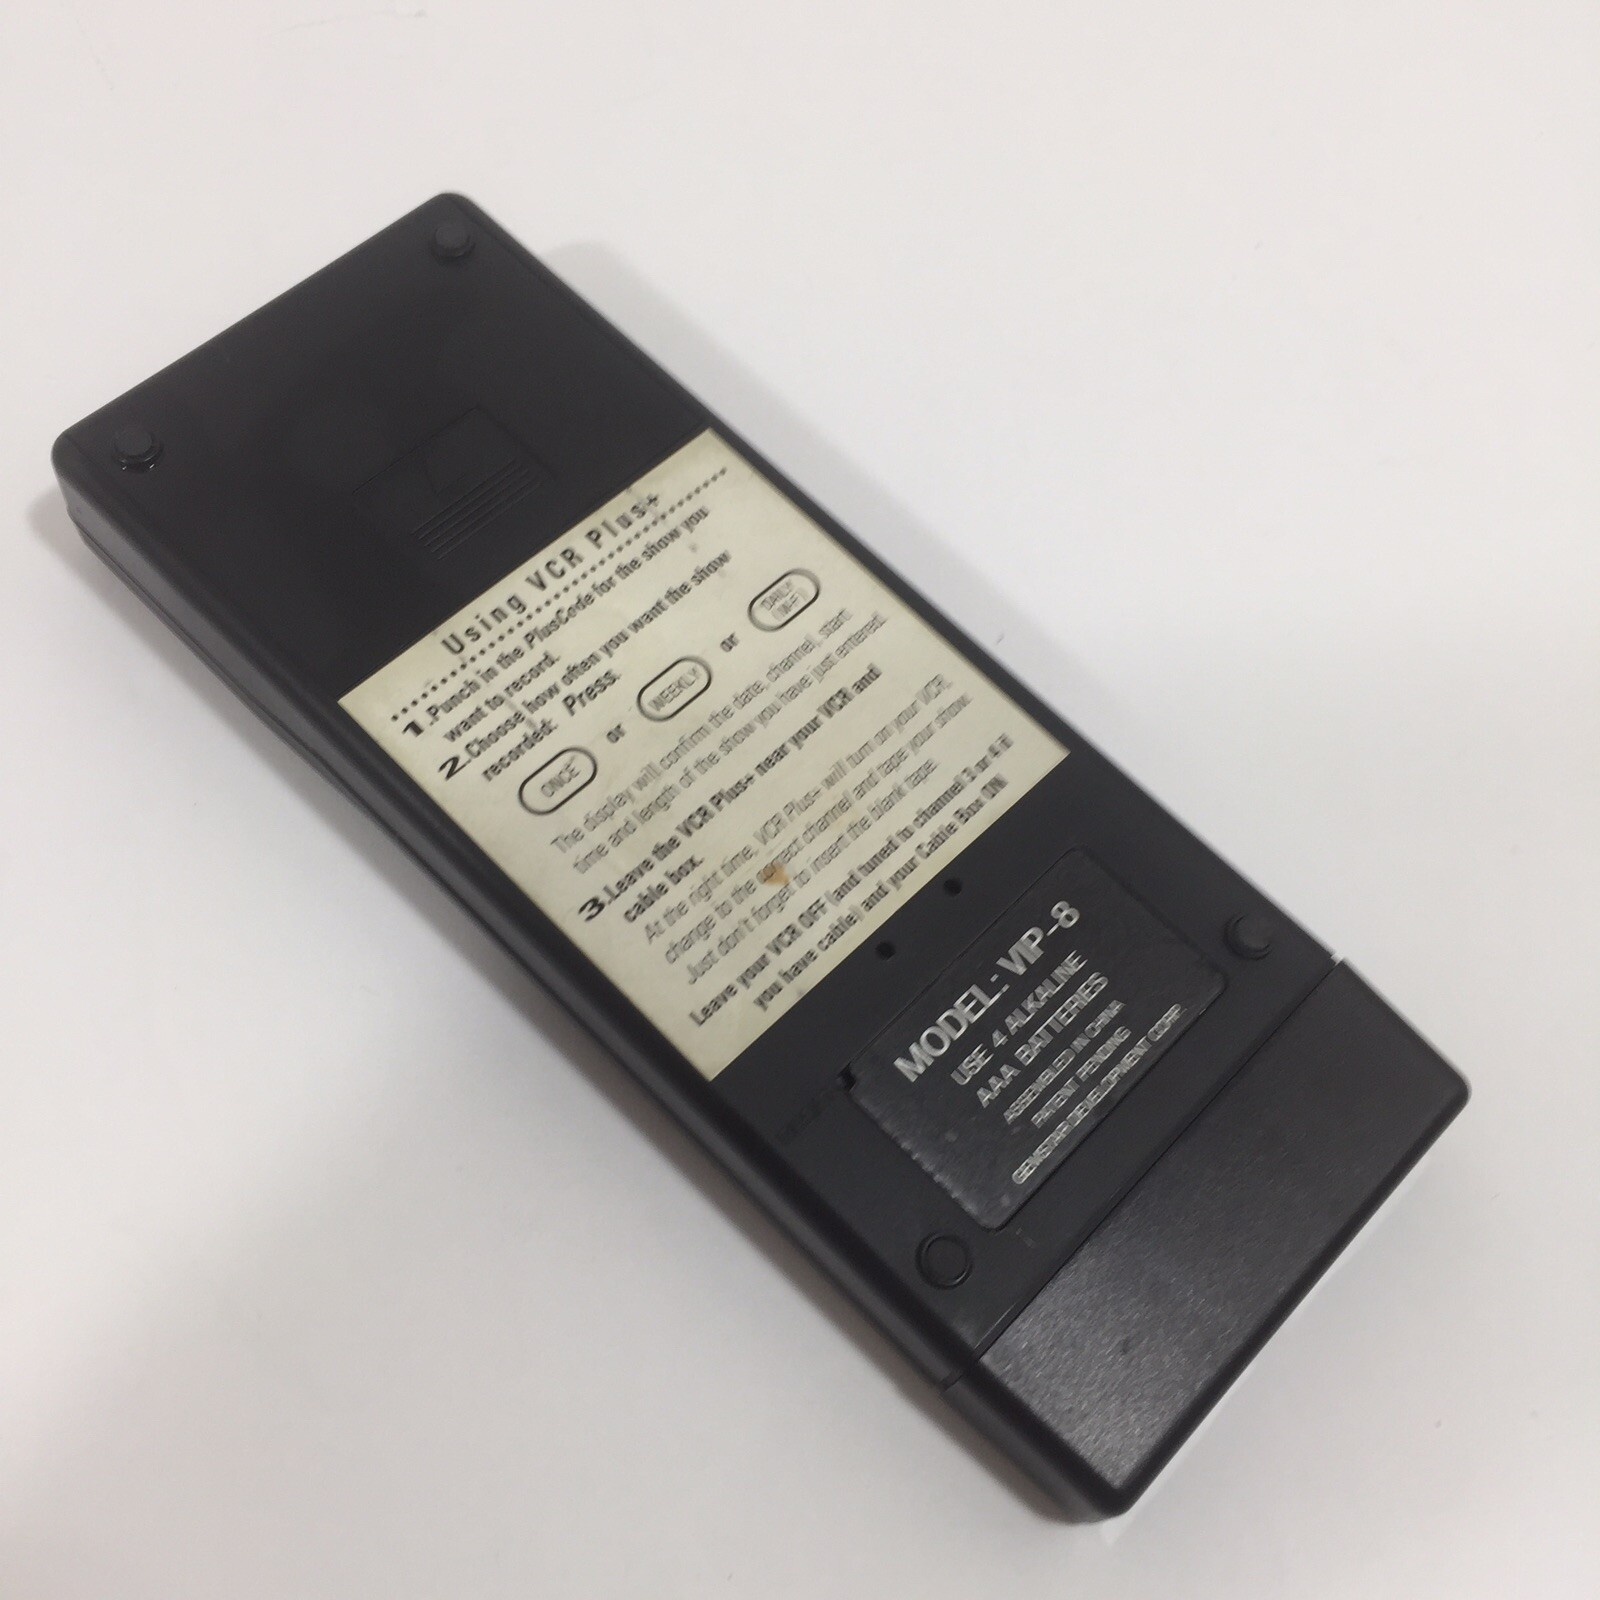 Using VCR Plus+
1.Punch in the PlusCode for the show you
want to record.
2.Choose how often you want the show
recorded: Press.
ONCE or WEEKLY or DAILY (M-F)
The display will confirm the date, channel, start
time and length of the show you have just entered.
3.Leave the VCR Plus+ near your VCR and
cable box.
At the right time, VCR Plus+ will turn on your VCR,
change to the correct channel and tape your show.
Just don't forget to insert the blank tape.
Leave your VCR OFF (and tuned to channel 3 or 4 if
you have cable) and your Cable Box ON
MODEL: VIP-8
USE 4 ALKALINE
AAA BATTERIES
ASSEMBLED IN CHINA
PATENT PENDING
GEMSTAR DEVELOPMENT CORP.